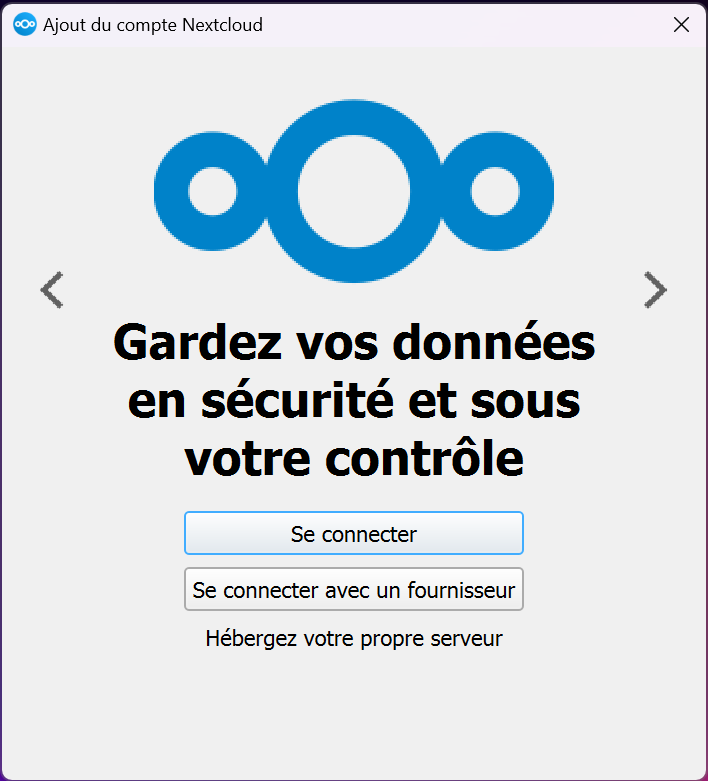 Ajout du compte Nextcloud
Gardez vos données
en sécurité et sous
votre contrôle
Se connecter
Se connecter avec un fournisseur
Hébergez votre propre serveur